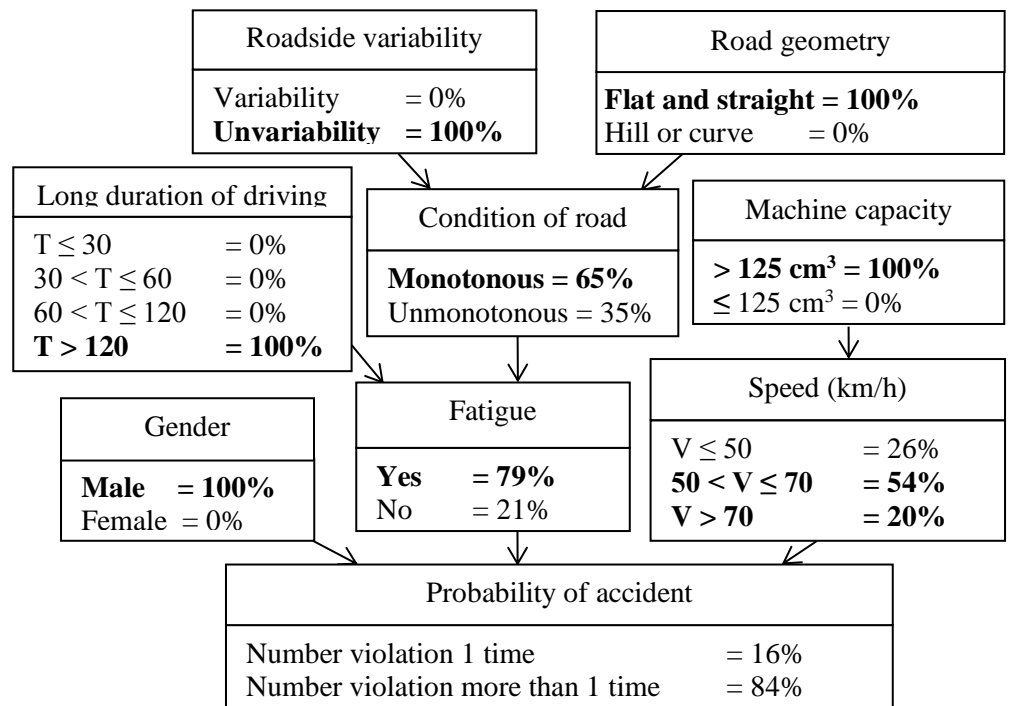 Roadside variability
Variability = 0%
Unvariability = 100%
Road geometry
Flat and straight = 100%
Hill or curve = 0%
Long duration of driving
T ≤ 30 = 0%
30 < T ≤ 60 = 0%
60 < T ≤ 120 = 0%
T > 120 = 100%
Condition of road
Monotonous = 65%
Unmonotonous = 35%
Machine capacity
> 125 cm³ = 100%
≤ 125 cm³ = 0%
Gender
Male = 100%
Female = 0%
Fatigue
Yes = 79%
No = 21%
Speed (km/h)
V ≤ 50 = 26%
50 < V ≤ 70 = 54%
V > 70 = 20%
Probability of accident
Number violation 1 time = 16%
Number violation more than 1 time = 84%